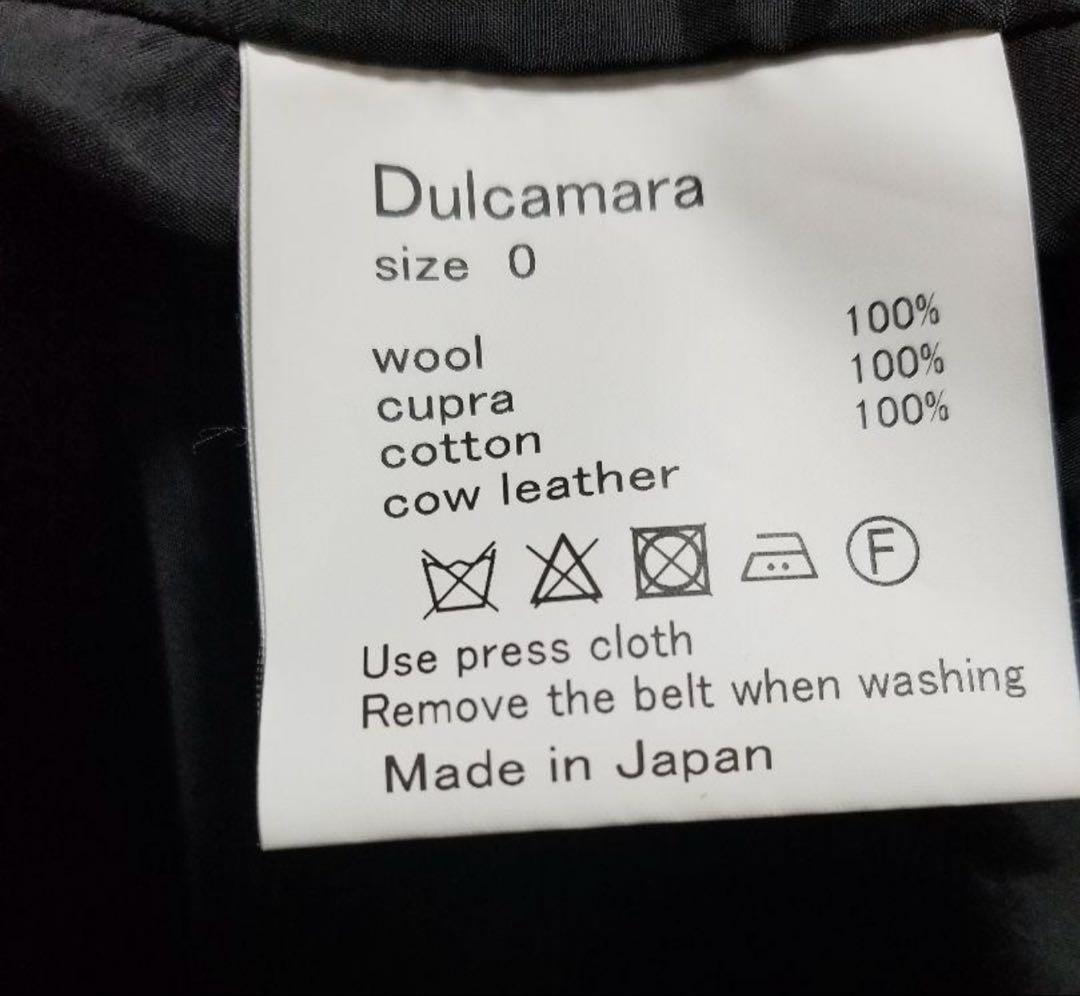 Dulcamara
size 0
wool 100%
cupra 100%
cotton 100%
cow leather
F
Use press cloth
Remove the belt when washing
Made in Japan